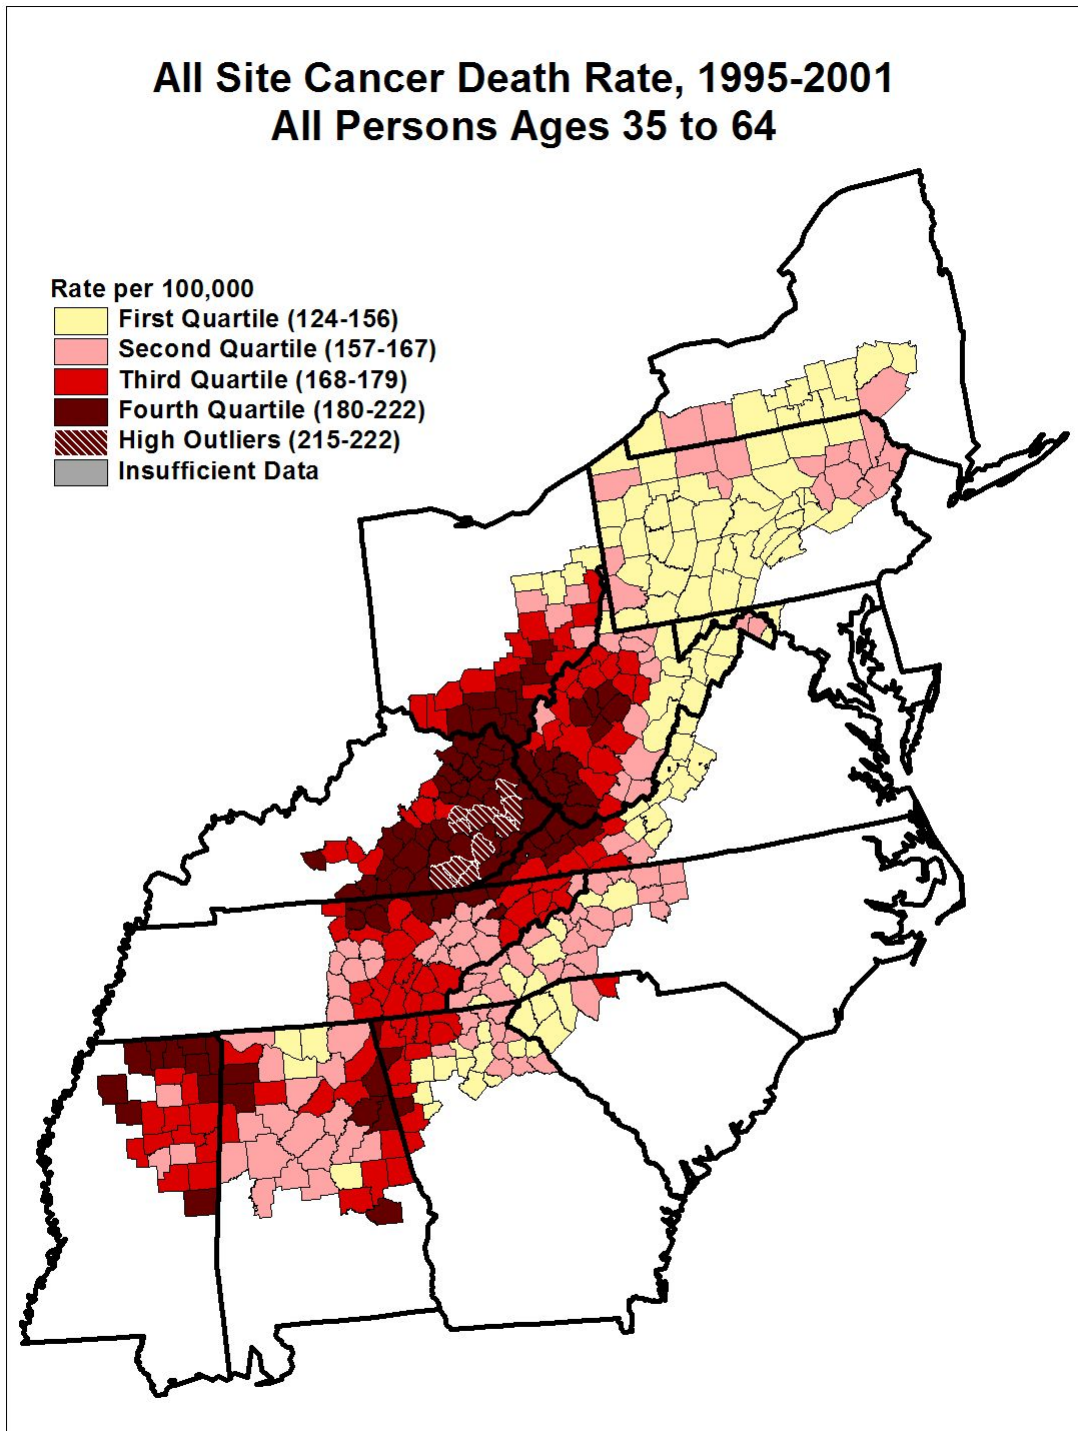 All Site Cancer Death Rate, 1995-2001
All Persons Ages 35 to 64
Rate per 100,000
First Quartile (124-156)
Second Quartile (157-167)
Third Quartile (168-179)
Fourth Quartile (180-222)
High Outliers (215-222)
Insufficient Data